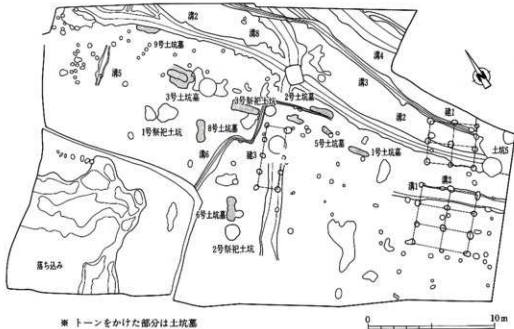 溝2
溝8
溝4
9号土坑墓
溝5
溝3
3号土坑墓
3号祭祀土坑
2号土坑墓
1号祭祀土坑
8号土坑墓
溝2
建1
溝6
建3
5号土坑墓
1号土坑墓
土坑5
溝1
6号土坑墓
2号祭祀土坑
落ち込み
※ トーンをかけた部分は土坑墓
0
10m